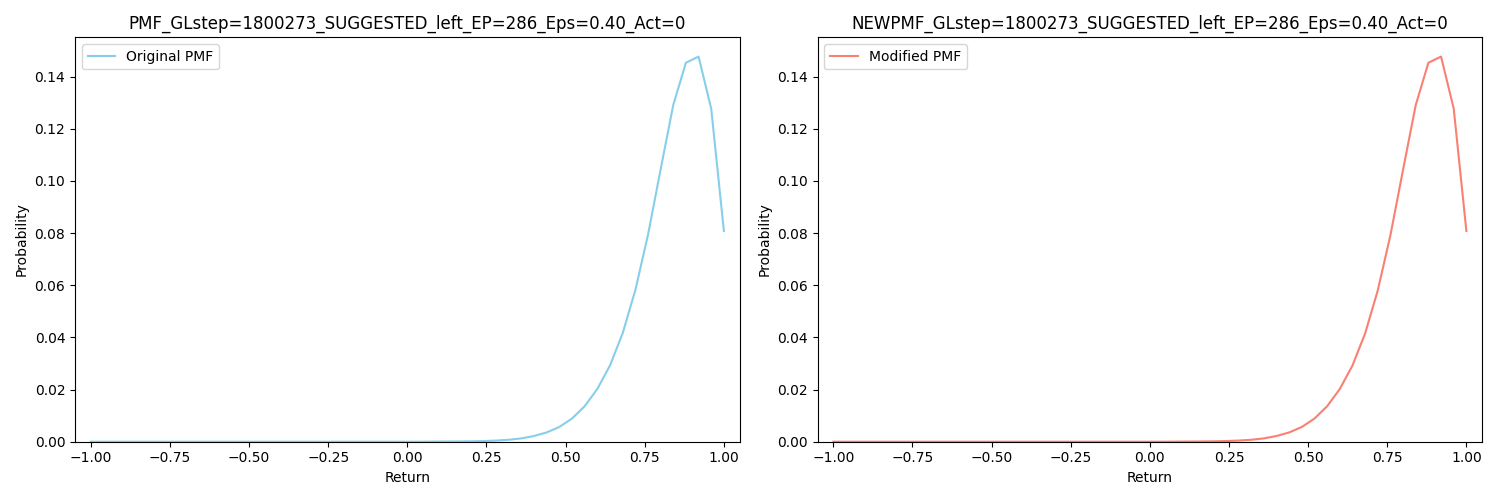 PMF_GLstep=1800273_SUGGESTED_left_EP=286_Eps=0.40_Act=0
Original PMF
0.14
0.12
0.10
0.08
0.06
0.04
0.02
0.00
Probability
−1.00 −0.75 −0.50 −0.25 0.00 0.25 0.50 0.75 1.00
Return
NEWPMF_GLstep=1800273_SUGGESTED_left_EP=286_Eps=0.40_Act=0
Modified PMF
0.14
0.12
0.10
0.08
0.06
0.04
0.02
0.00
Probability
−1.00 −0.75 −0.50 −0.25 0.00 0.25 0.50 0.75 1.00
Return